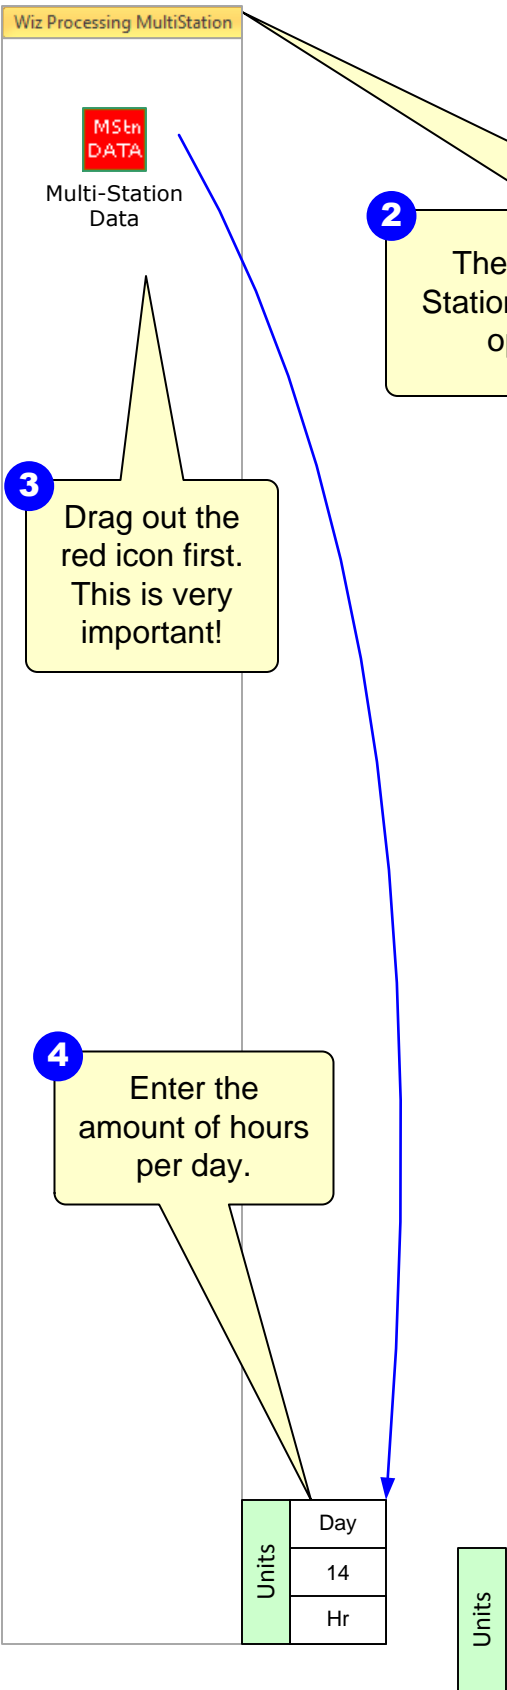 Wiz Processing MultiStation
MStn
DATA
Multi-Station
Data
2
The
Station
3
Drag out the
red icon first.
This is very
important!
4
Enter the
amount of hours
per day.
Units
Day
14
Hr
Units